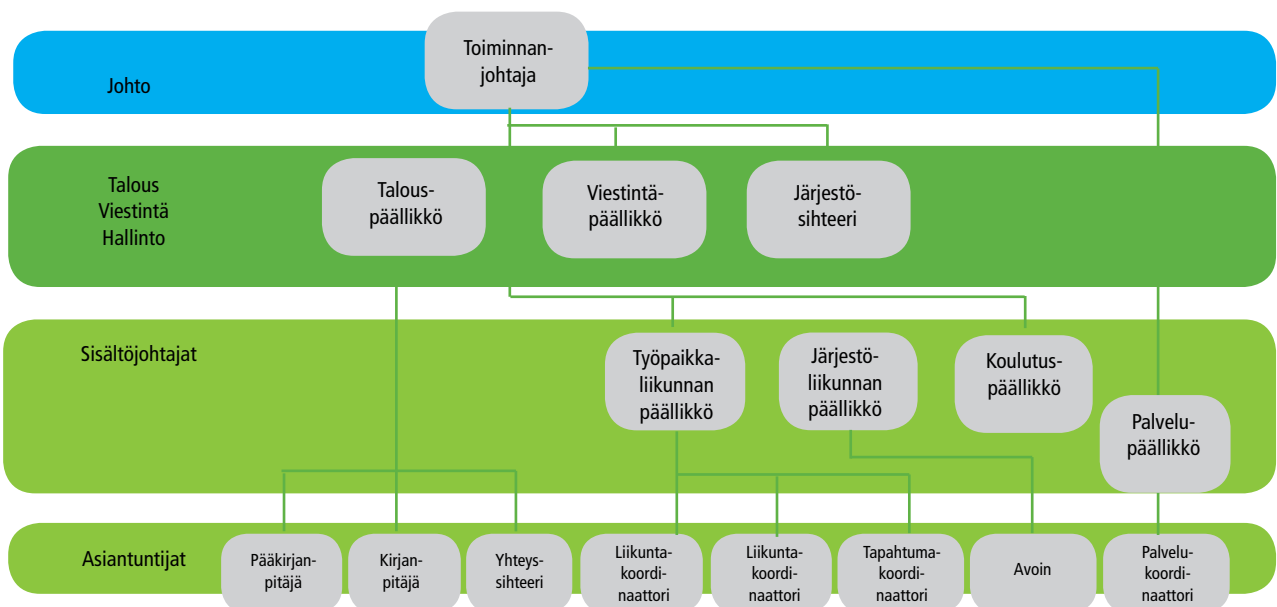 Toiminnan-
johtaja
Johto
Talous
Viestintä
Hallinto
Talous-
päällikkö
Viestintä-
päällikkö
Järjestö-
sihteeri
Sisältöjohtajat
Työpaikka-
liikunnan
päällikkö
Järjestö-
liikunnan
päällikkö
Koulutus-
päällikkö
Palvelu-
päällikkö
Asiantuntijat
Pääkirjan-
pitäjä
Kirjan-
pitäjä
Yhteys-
sihteeri
Liikunta-
koordi-
naattori
Liikunta-
koordi-
naattori
Tapahtuma-
koordi-
naattori
Avoin
Palvelu-
koordi-
naattori